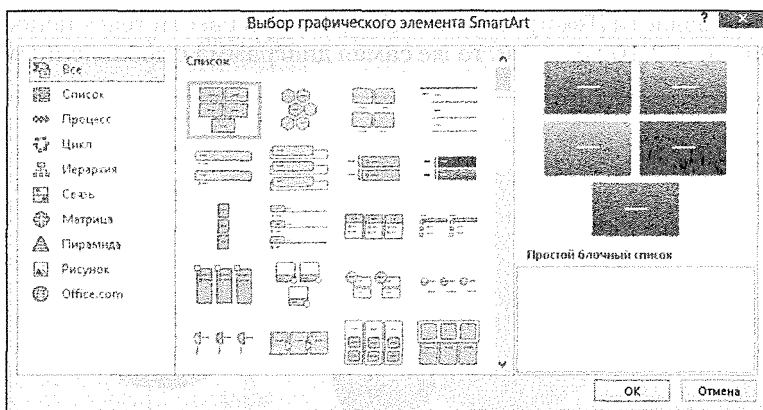 Выбор графического элемента SmartArt
?
Все
Список
Процесс
Цикл
Иерархия
Связь
Матрица
Пирамида
Рисунок
Office.com
Список
Простой блочный список
OK
Отмена